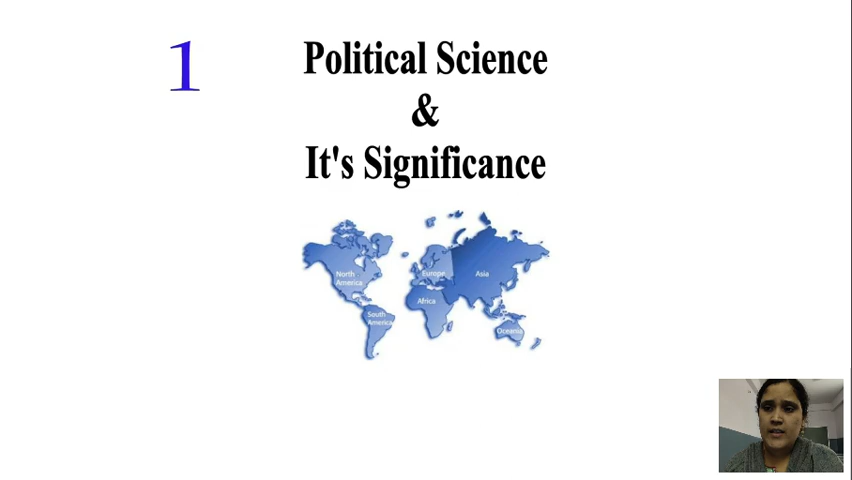 1
Political Science
&
It's Significance
North
America
Europe
Asia
Africa
South
America
Oceania